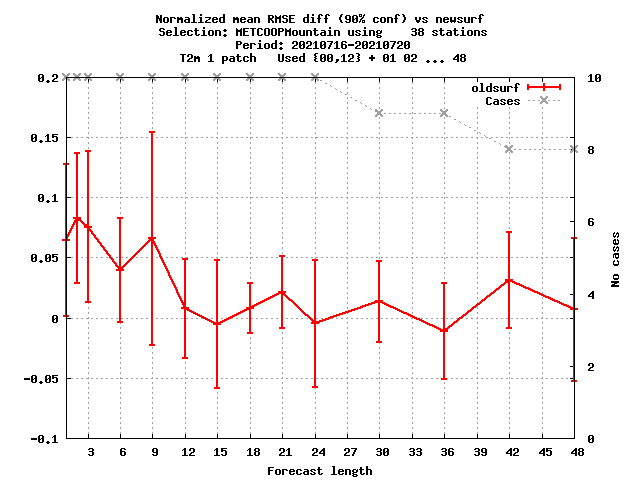 Normalized mean RMSE diff (90% conf) vs newsurf
Selection: METCOOPMountain using    38 stations
Period: 20210716-20210720
T2m 1 patch   Used {00,12} + 01 02 ... 48
oldsurf
Cases
0.2
0.15
0.1
0.05
0
-0.05
-0.1
10
8
6
4
2
0
No cases
3 6 9 12 15 18 21 24 27 30 33 36 39 42 45 48
Forecast length